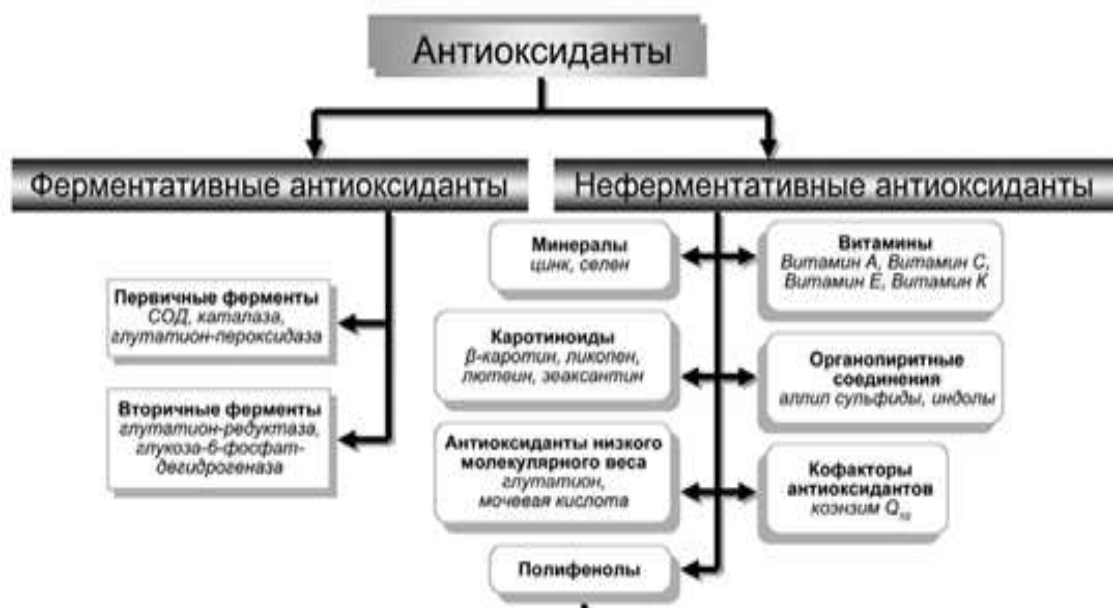 Антиоксиданты
Ферментативные антиоксиданты
Неферментативные антиоксиданты
Первичные ферменты
СОД, каталаза,
глутатион-пероксидаза
Вторичные ферменты
глутатион-редуктаза,
глукоза-6-фосфат-
дегидрогеназа
Минералы
цинк, селен
Витамины
Витамин А, Витамин С,
Витамин Е, Витамин К
Каротиноиды
β-каротин, ликопен,
лютеин, зеаксантин
Органопиритные
соединения
аллил сульфиды, индолы
Антиоксиданты низкого
молекулярного веса
глутатион,
мочевая кислота
Кофакторы
антиоксидантов
коэнзим Q₁₀
Полифенолы